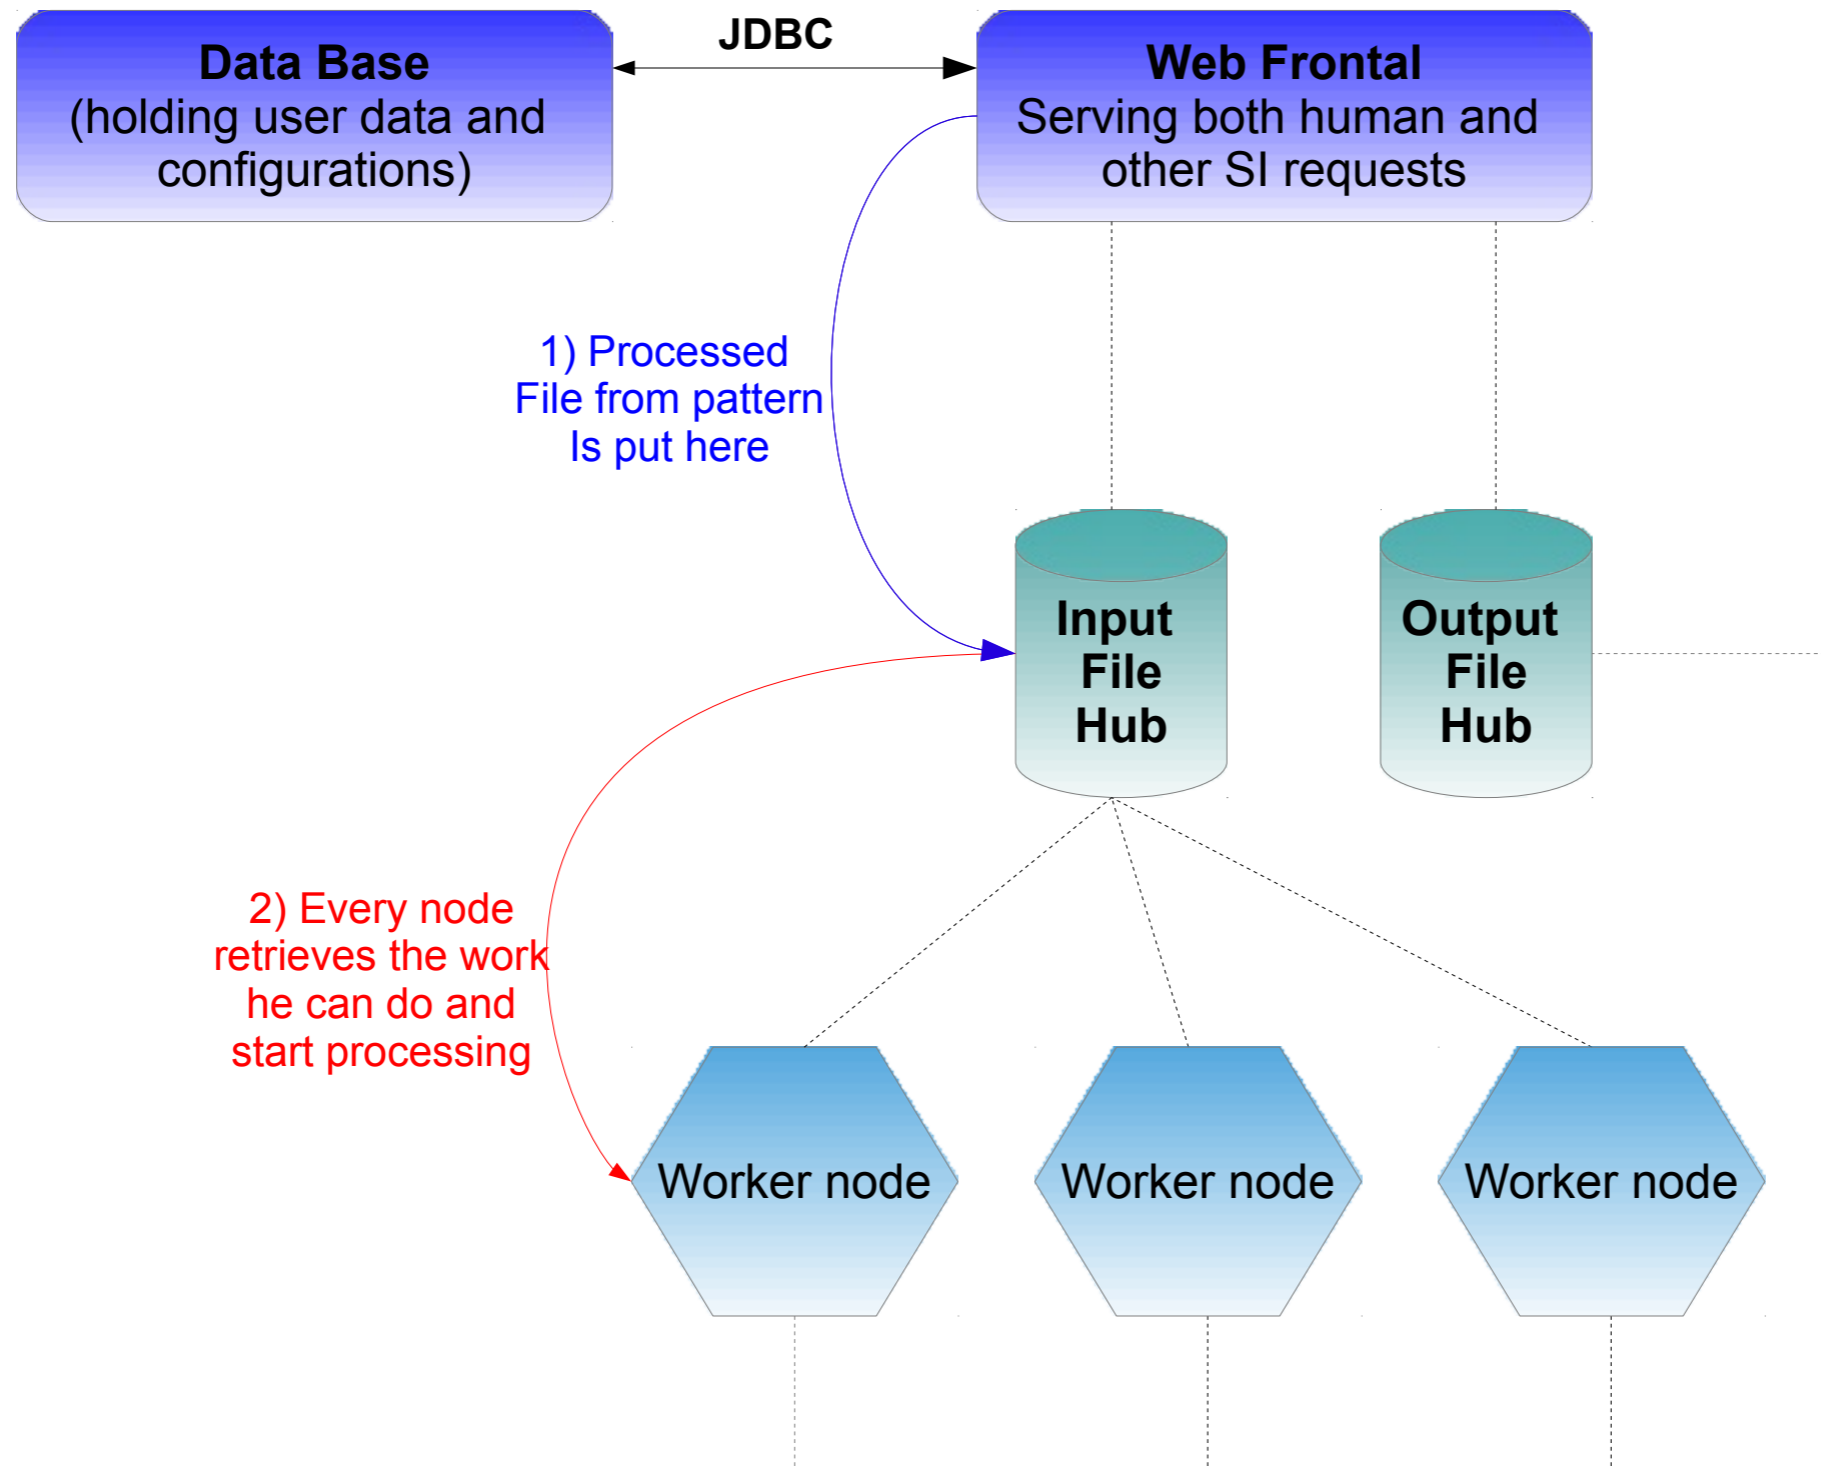 Data Base
(holding user data and
configurations)
JDBC
Web Frontal
Serving both human and
other SI requests
1) Processed
File from pattern
Is put here
Input
File
Hub
Output
File
Hub
2) Every node
retrieves the work
he can do and
start processing
Worker node
Worker node
Worker node